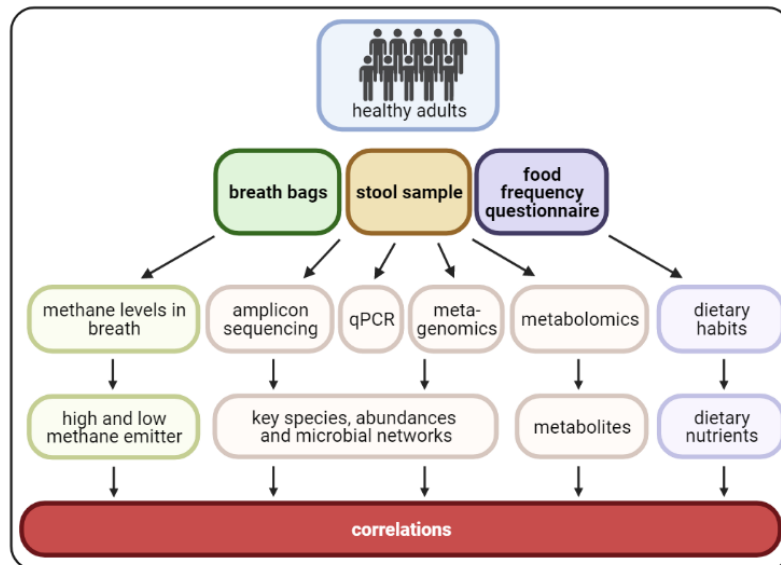 healthy adults
breath bags
stool sample
food
frequency
questionnaire
methane levels in
breath
amplicon
sequencing
qPCR
meta-
genomics
metabolomics
dietary
habits
high and low
methane emitter
key species, abundances
and microbial networks
metabolites
dietary
nutrients
correlations